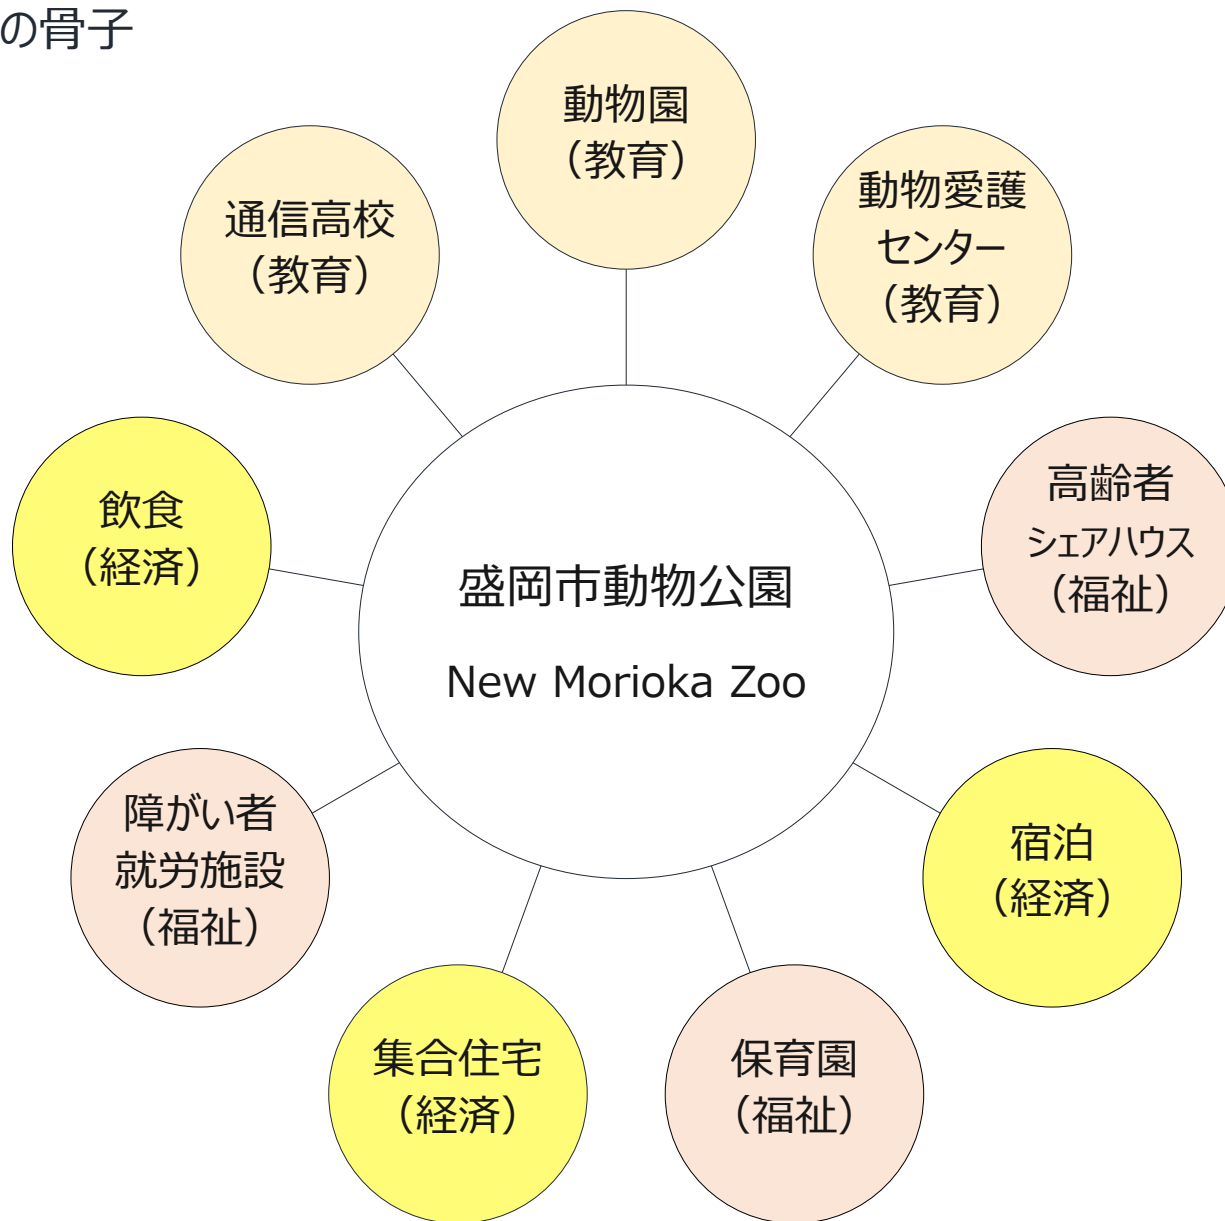 の骨子
動物園
（教育）
通信高校
（教育）
動物愛護
センター
（教育）
飲食
（経済）
高齢者
シェアハウス
（福祉）
盛岡市動物公園
New Morioka Zoo
障がい者
就労施設
（福祉）
宿泊
（経済）
集合住宅
（経済）
保育園
（福祉）